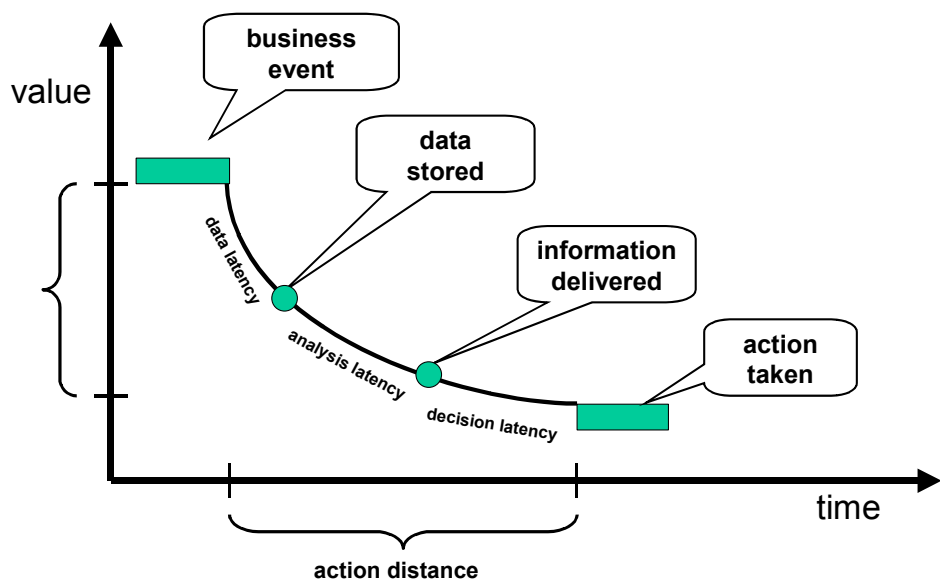 business
event
value
data
stored
data latency
information
delivered
analysis latency
action
taken
decision latency
time
action distance